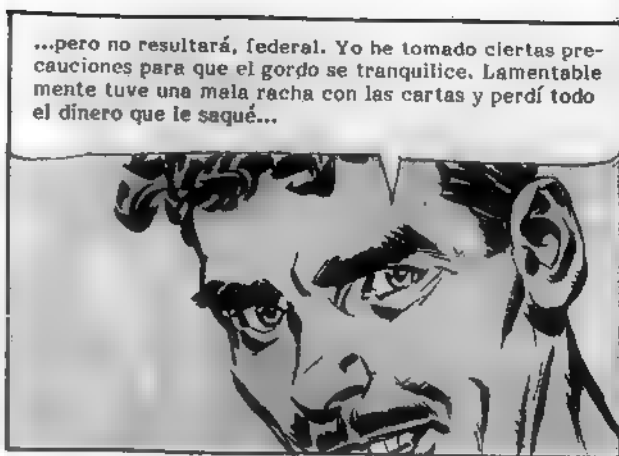 ...pero no resultará, federal. Yo he tomado ciertas pre-
cauciones para que el gordo se tranquilice. Lamentable
mente tuve una mala racha con las cartas y perdí todo
el dinero que le saqué...